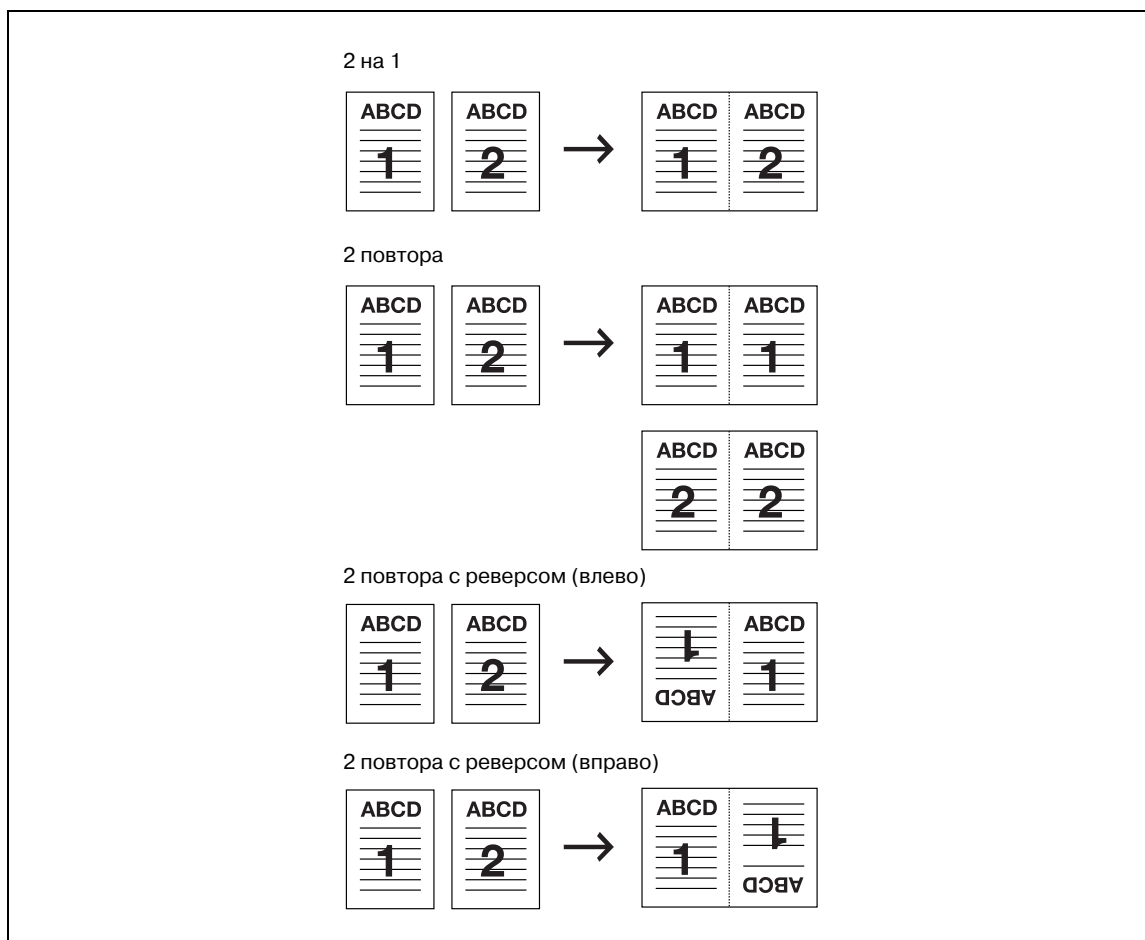 2 на 1
ABCD ABCD ABCD ABCD
1 2 1 2
2 повтора
ABCD ABCD ABCD ABCD
1 2 1 1
ABCD ABCD
2 2
2 повтора с реверсом (влево)
ABCD ABCD 1 ABCD
1 2 ABCD 1
2 повтора с реверсом (вправо)
ABCD ABCD ABCD 1
1 2 1 ABCD